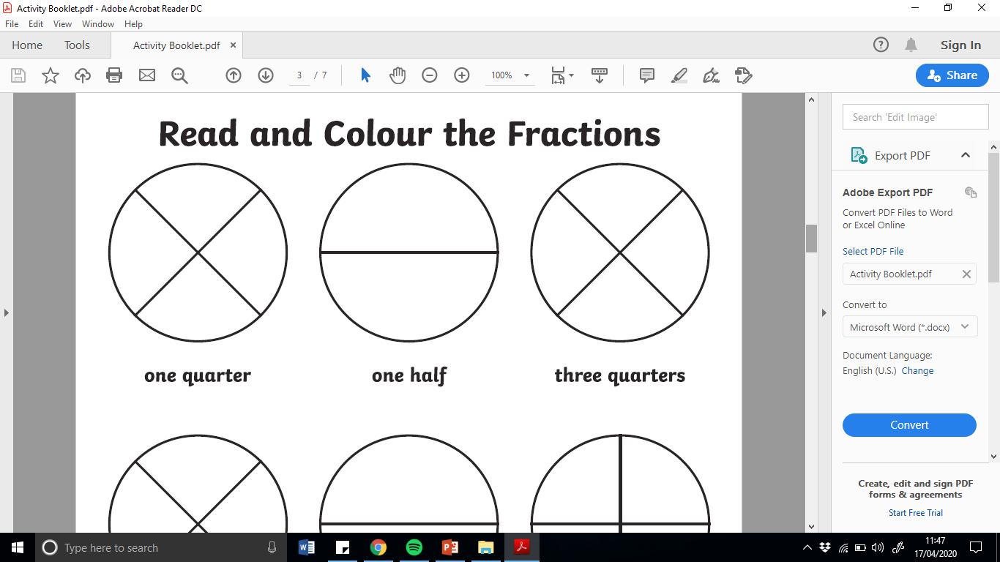 Activity Booklet.pdf - Adobe Acrobat Reader DC
File Edit View Window Help
Home Tools Activity Booklet.pdf × Sign In
3 / 7 100% Share
Search 'Edit Image'
Export PDF
Adobe Export PDF
Convert PDF Files to Word
or Excel Online
Select PDF File
Activity Booklet.pdf
Convert to
Microsoft Word (*.docx)
Document Language:
English (U.S.) Change
Convert
Create, edit and sign PDF
forms & agreements
Start Free Trial
Read and Colour the Fractions
one quarter one half three quarters
Type here to search
11:47
17/04/2020